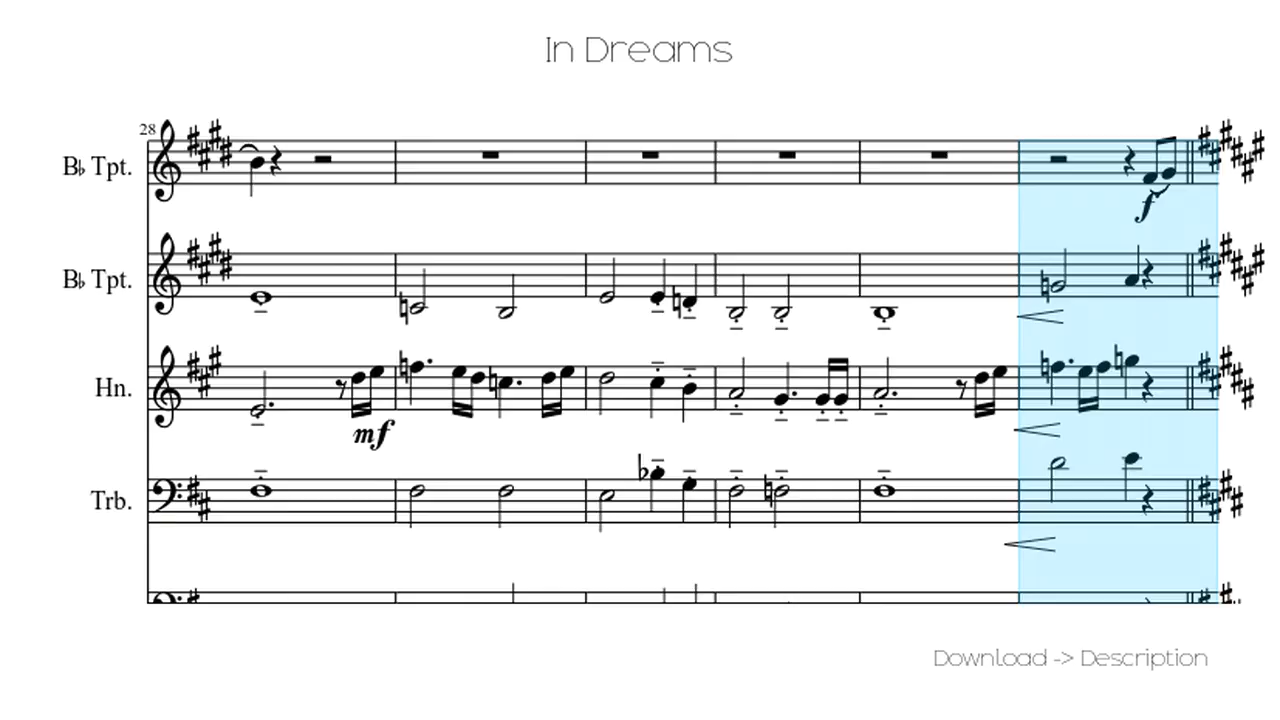 In Dreams
28
B♭ Tpt.
f
B♭ Tpt.
Hn.
mf
Trb.
Download -> Description